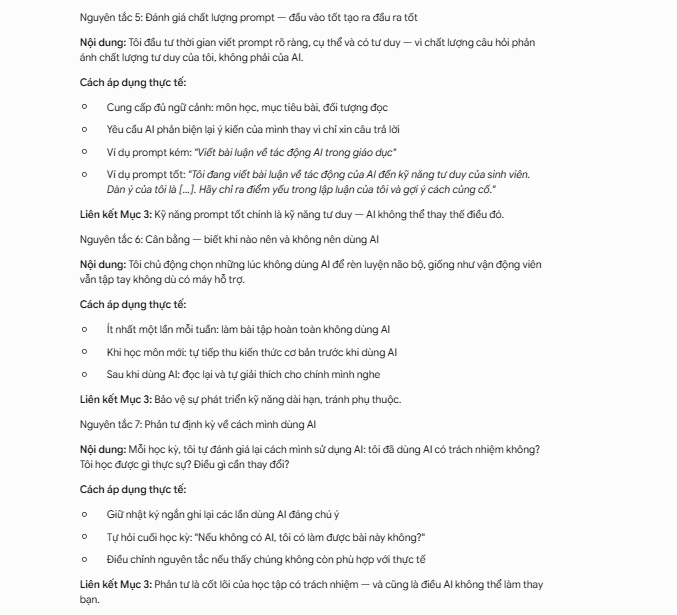 Nguyên tắc 5: Đánh giá chất lượng prompt — đầu vào tốt tạo ra đầu ra tốt
Nội dung: Tôi đầu tư thời gian viết prompt rõ ràng, cụ thể và có tư duy — vì chất lượng câu hỏi phản
ánh chất lượng tư duy của tôi, không phải của AI.
Cách áp dụng thực tế:
○ Cung cấp đủ ngữ cảnh: môn học, mục tiêu bài, đối tượng đọc
○ Yêu cầu AI phản biện lại ý kiến của mình thay vì chỉ xin câu trả lời
○ Ví dụ prompt kém: "Viết bài luận về tác động AI trong giáo dục"
○ Ví dụ prompt tốt: "Tôi đang viết bài luận về tác động của AI đến kỹ năng tư duy của sinh viên.
Dàn ý của tôi là [...]. Hãy chỉ ra điểm yếu trong lập luận của tôi và gợi ý cách củng cố."
Liên kết Mục 3: Kỹ năng prompt tốt chính là kỹ năng tư duy — AI không thể thay thế điều đó.
Nguyên tắc 6: Cân bằng — biết khi nào nên và không nên dùng AI
Nội dung: Tôi chủ động chọn những lúc không dùng AI để rèn luyện não bộ, giống như vận động viên
vẫn tập tay không dù có máy hỗ trợ.
Cách áp dụng thực tế:
○ Ít nhất một lần mỗi tuần: làm bài tập hoàn toàn không dùng AI
○ Khi học môn mới: tự tiếp thu kiến thức cơ bản trước khi dùng AI
○ Sau khi dùng AI: đọc lại và tự giải thích cho chính mình nghe
Liên kết Mục 3: Bảo vệ sự phát triển kỹ năng dài hạn, tránh phụ thuộc.
Nguyên tắc 7: Phản tư định kỳ về cách mình dùng AI
Nội dung: Mỗi học kỳ, tôi tự đánh giá lại cách mình sử dụng AI: tôi đã dùng AI có trách nhiệm không?
Tôi học được gì thực sự? Điều gì cần thay đổi?
Cách áp dụng thực tế:
○ Giữ nhật ký ngắn ghi lại các lần dùng AI đáng chú ý
○ Tự hỏi cuối học kỳ: "Nếu không có AI, tôi có làm được bài này không?"
○ Điều chỉnh nguyên tắc nếu thấy chúng không còn phù hợp với thực tế
Liên kết Mục 3: Phản tư là cốt lõi của học tập có trách nhiệm — và cũng là điều AI không thể làm thay
bạn.